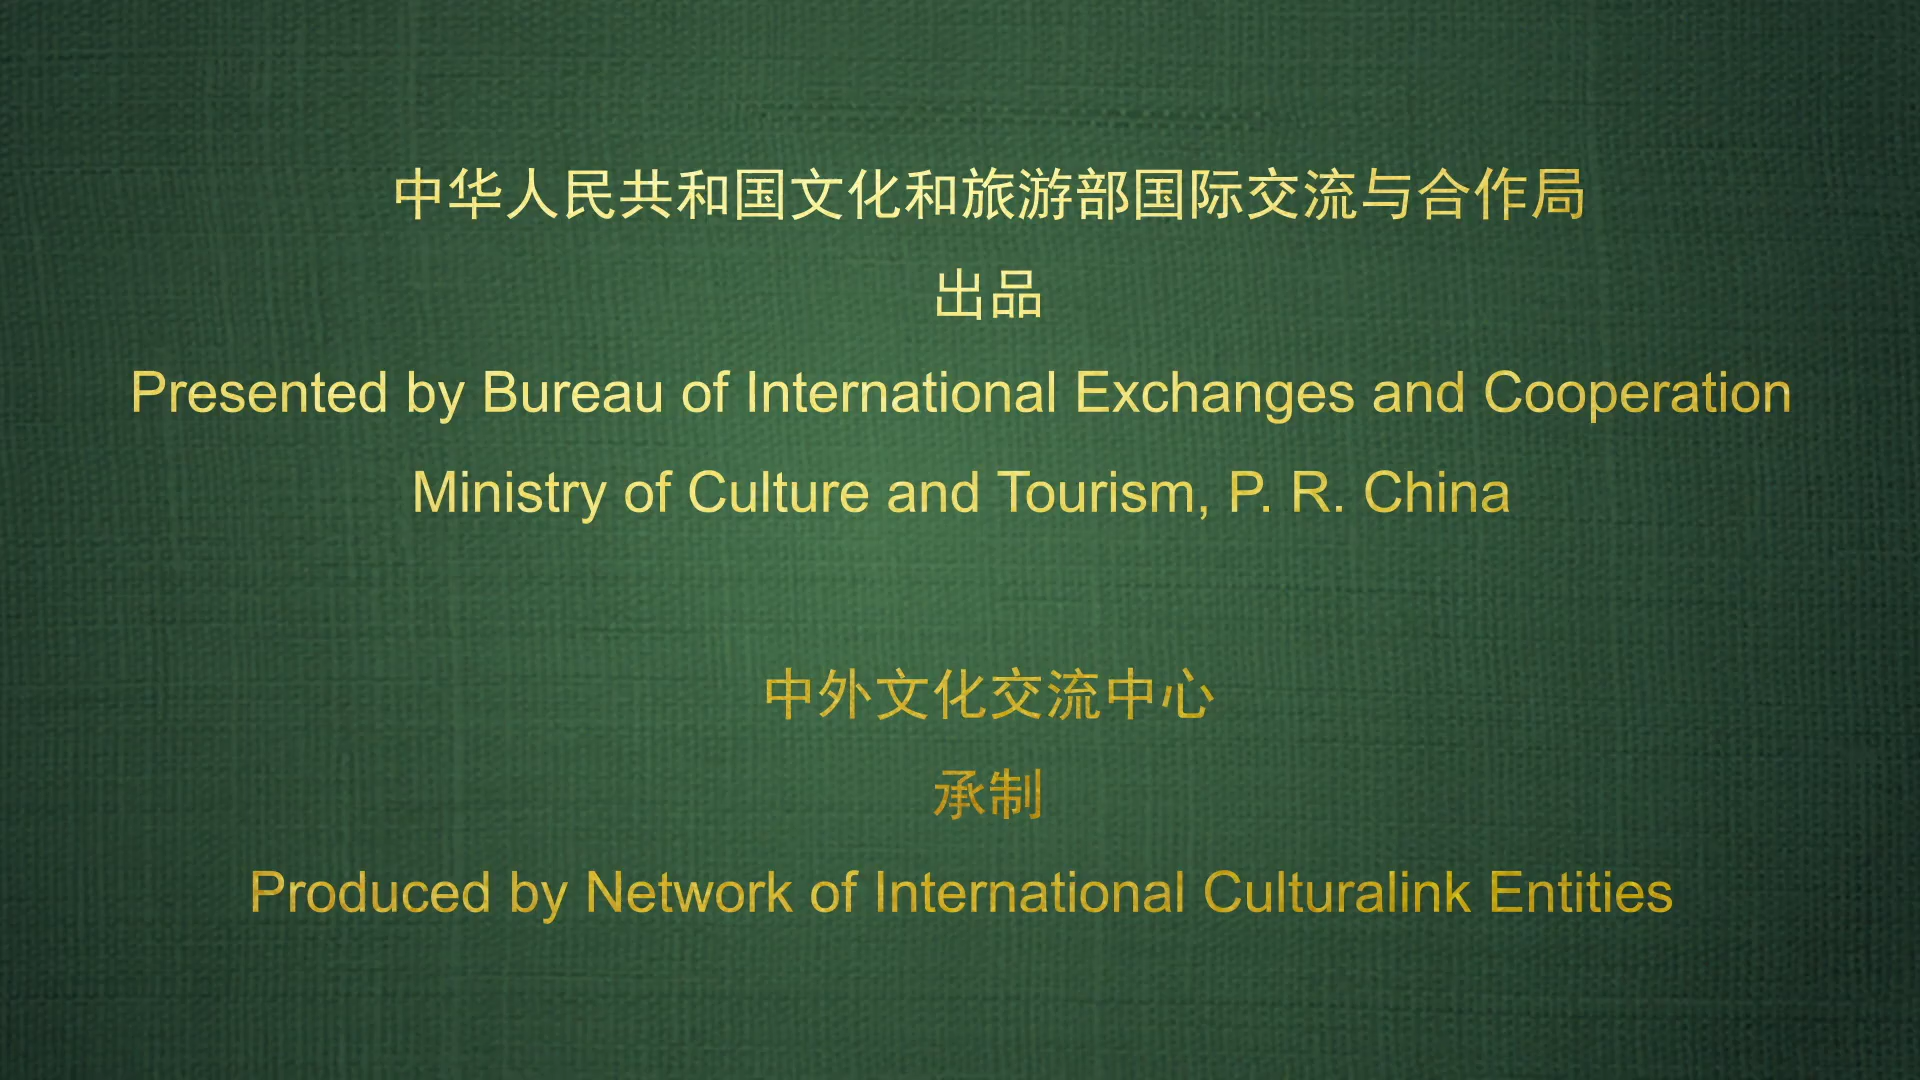 中华人民共和国文化和旅游部国际交流与合作局
出品
Presented by Bureau of International Exchanges and Cooperation
Ministry of Culture and Tourism, P. R. China
中外文化交流中心
承制
Produced by Network of International Culturalink Entities